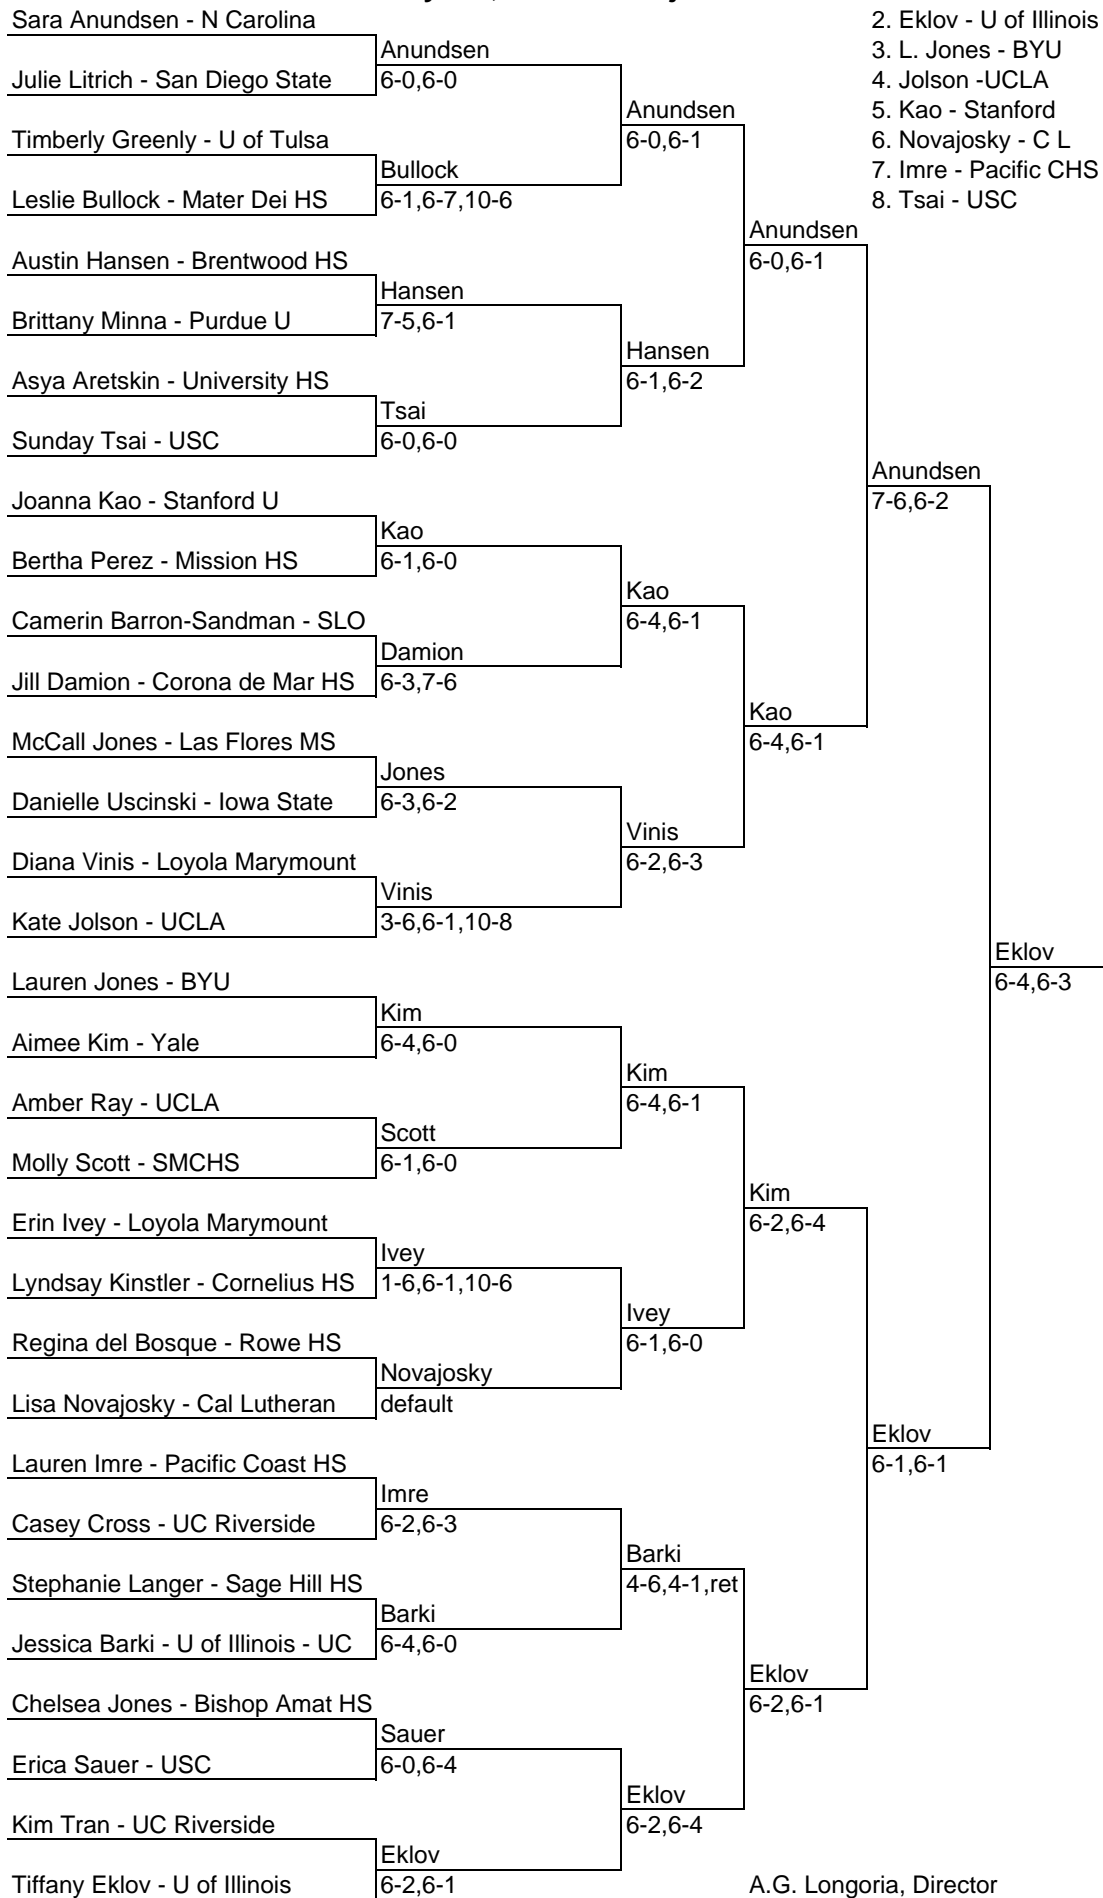 Sara Anundsen - N Carolina
Julie Litrich - San Diego State
Timberly Greenly - U of Tulsa
Leslie Bullock - Mater Dei HS
Austin Hansen - Brentwood HS
Brittany Minna - Purdue U
Asya Aretskin - University HS
Sunday Tsai - USC
Joanna Kao - Stanford U
Bertha Perez - Mission HS
Camerin Barron-Sandman - SLO
Jill Damion - Corona de Mar HS
McCall Jones - Las Flores MS
Danielle Uscinski - Iowa State
Diana Vinis - Loyola Marymount
Kate Jolson - UCLA
Lauren Jones - BYU
Aimee Kim - Yale
Amber Ray - UCLA
Molly Scott - SMCHS
Erin Ivey - Loyola Marymount
Lyndsay Kinstler - Cornelius HS
Regina del Bosque - Rowe HS
Lisa Novajosky - Cal Lutheran
Lauren Imre - Pacific Coast HS
Casey Cross - UC Riverside
Stephanie Langer - Sage Hill HS
Jessica Barki - U of Illinois - UC
Chelsea Jones - Bishop Amat HS
Erica Sauer - USC
Kim Tran - UC Riverside
Tiffany Eklov - U of Illinois
Anundsen
6-0,6-0
Bullock
6-1,6-7,10-6
Hansen
7-5,6-1
Tsai
6-0,6-0
Kao
6-1,6-0
Damion
6-3,7-6
Jones
6-3,6-2
Vinis
3-6,6-1,10-8
Kim
6-4,6-0
Scott
6-1,6-0
Ivey
1-6,6-1,10-6
Novajosky
default
Imre
6-2,6-3
Barki
6-4,6-0
Sauer
6-0,6-4
Eklov
6-2,6-1
Anundsen
6-0,6-1
Hansen
6-1,6-2
Kao
6-4,6-1
Vinis
6-2,6-3
Kim
6-4,6-1
Ivey
6-1,6-0
Barki
4-6,4-1,ret
Eklov
6-2,6-4
Anundsen
6-0,6-1
Kao
6-4,6-1
Kim
6-2,6-4
Eklov
6-2,6-1
Anundsen
7-6,6-2
Eklov
6-1,6-1
Eklov
6-4,6-3
2. Eklov - U of Illinois
3. L. Jones - BYU
4. Jolson -UCLA
5. Kao - Stanford
6. Novajosky - C L
7. Imre - Pacific CHS
8. Tsai - USC
A.G. Longoria, Director